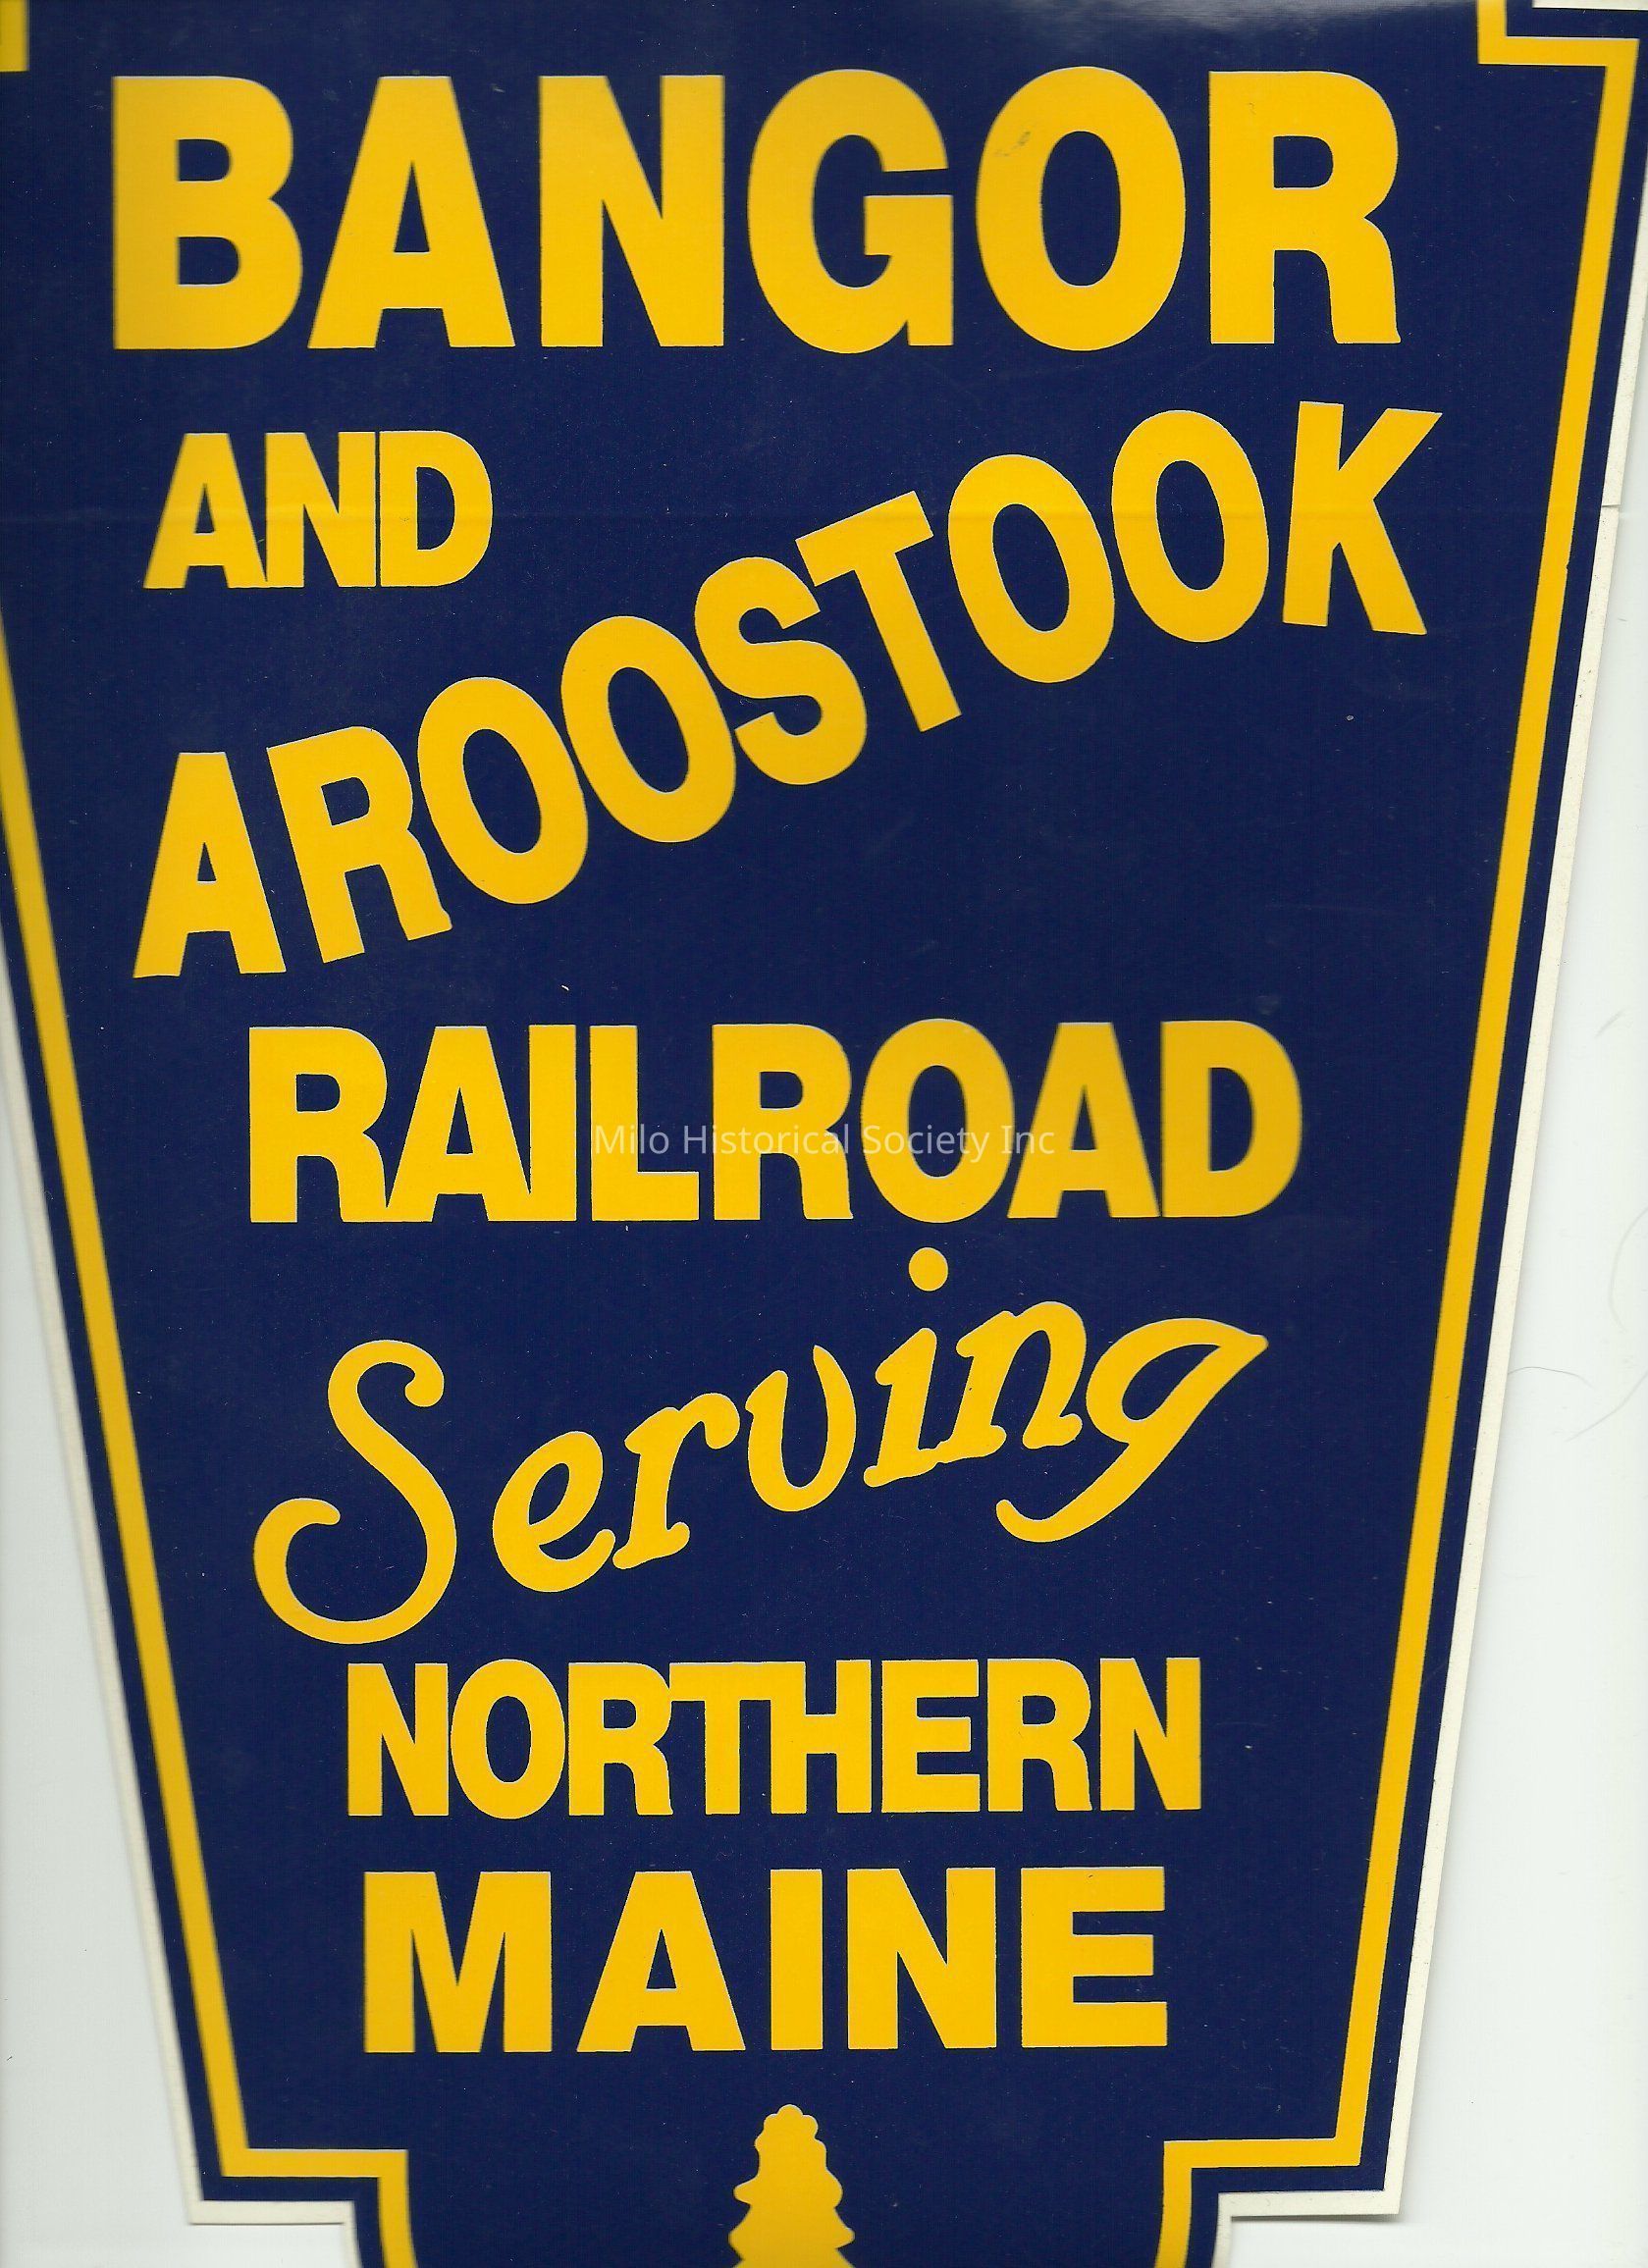 BANGOR
AND
AROOSTOOK
RAILROAD
Milo Historical Society Inc
Serving
NORTHERN
MAINE